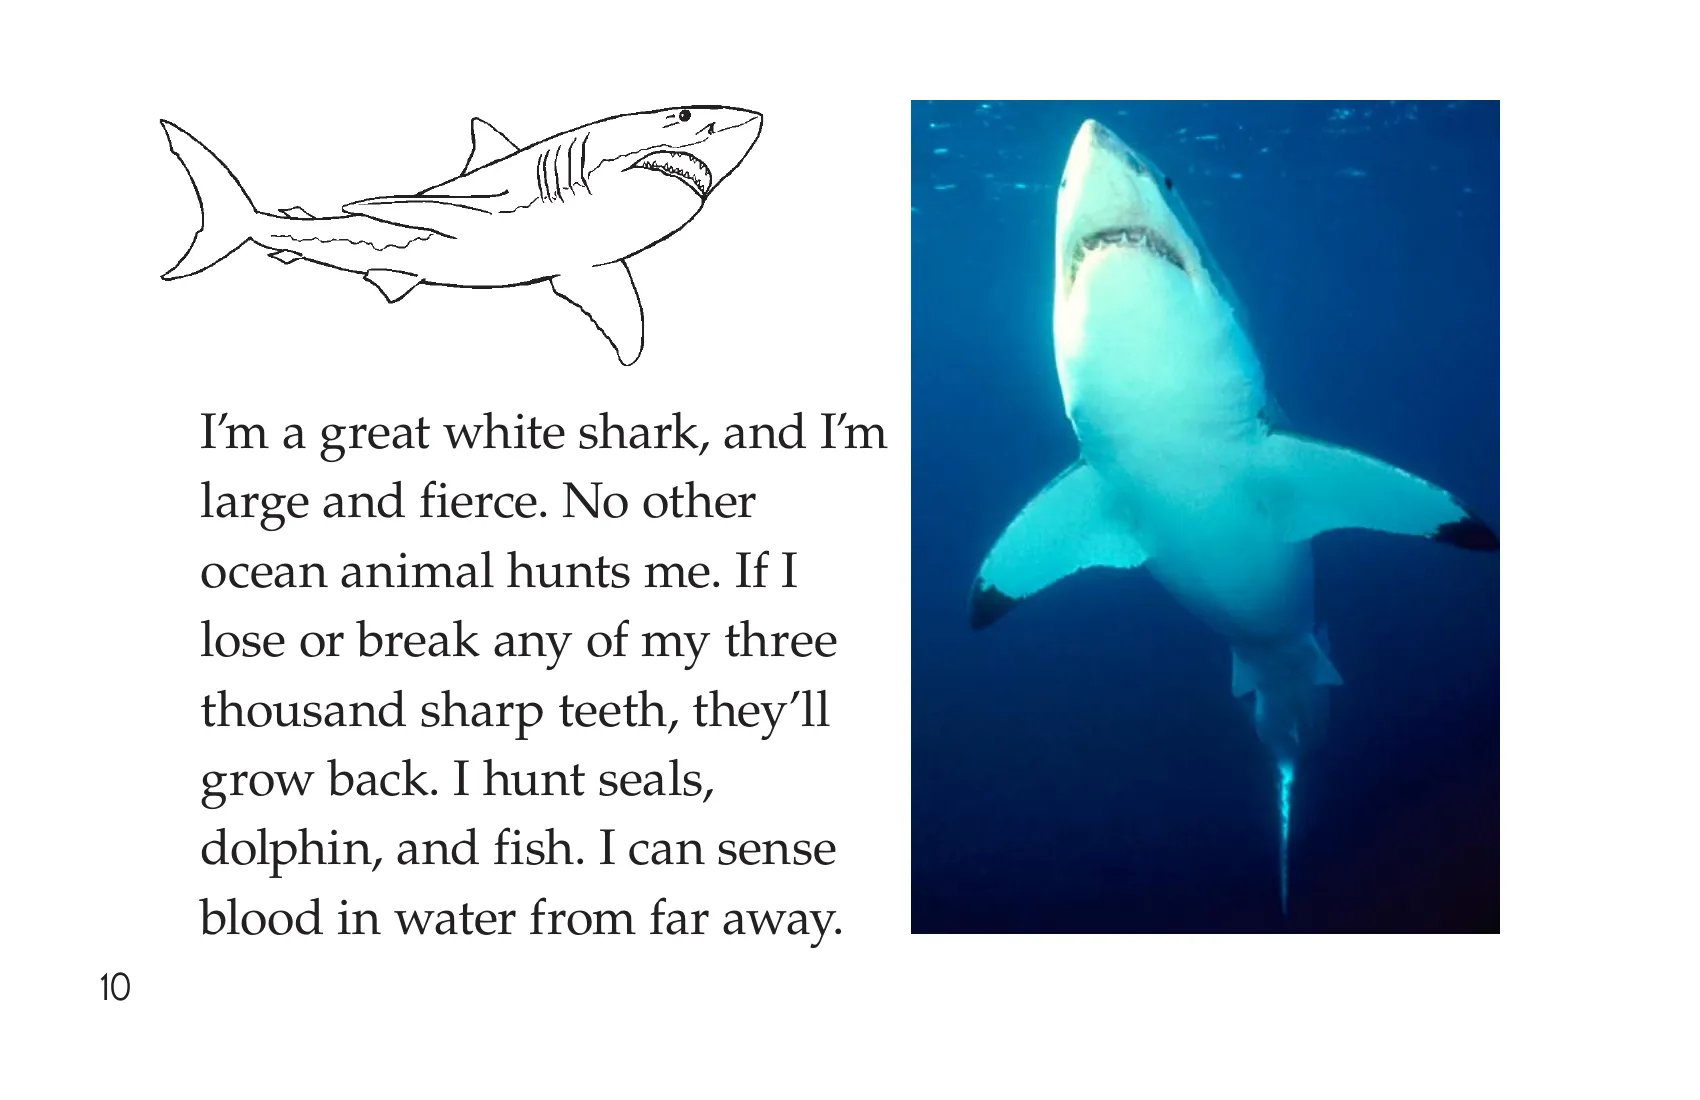 I’m a great white shark, and I’m
large and fierce. No other
ocean animal hunts me. If I
lose or break any of my three
thousand sharp teeth, they’ll
grow back. I hunt seals,
dolphin, and fish. I can sense
blood in water from far away.
10